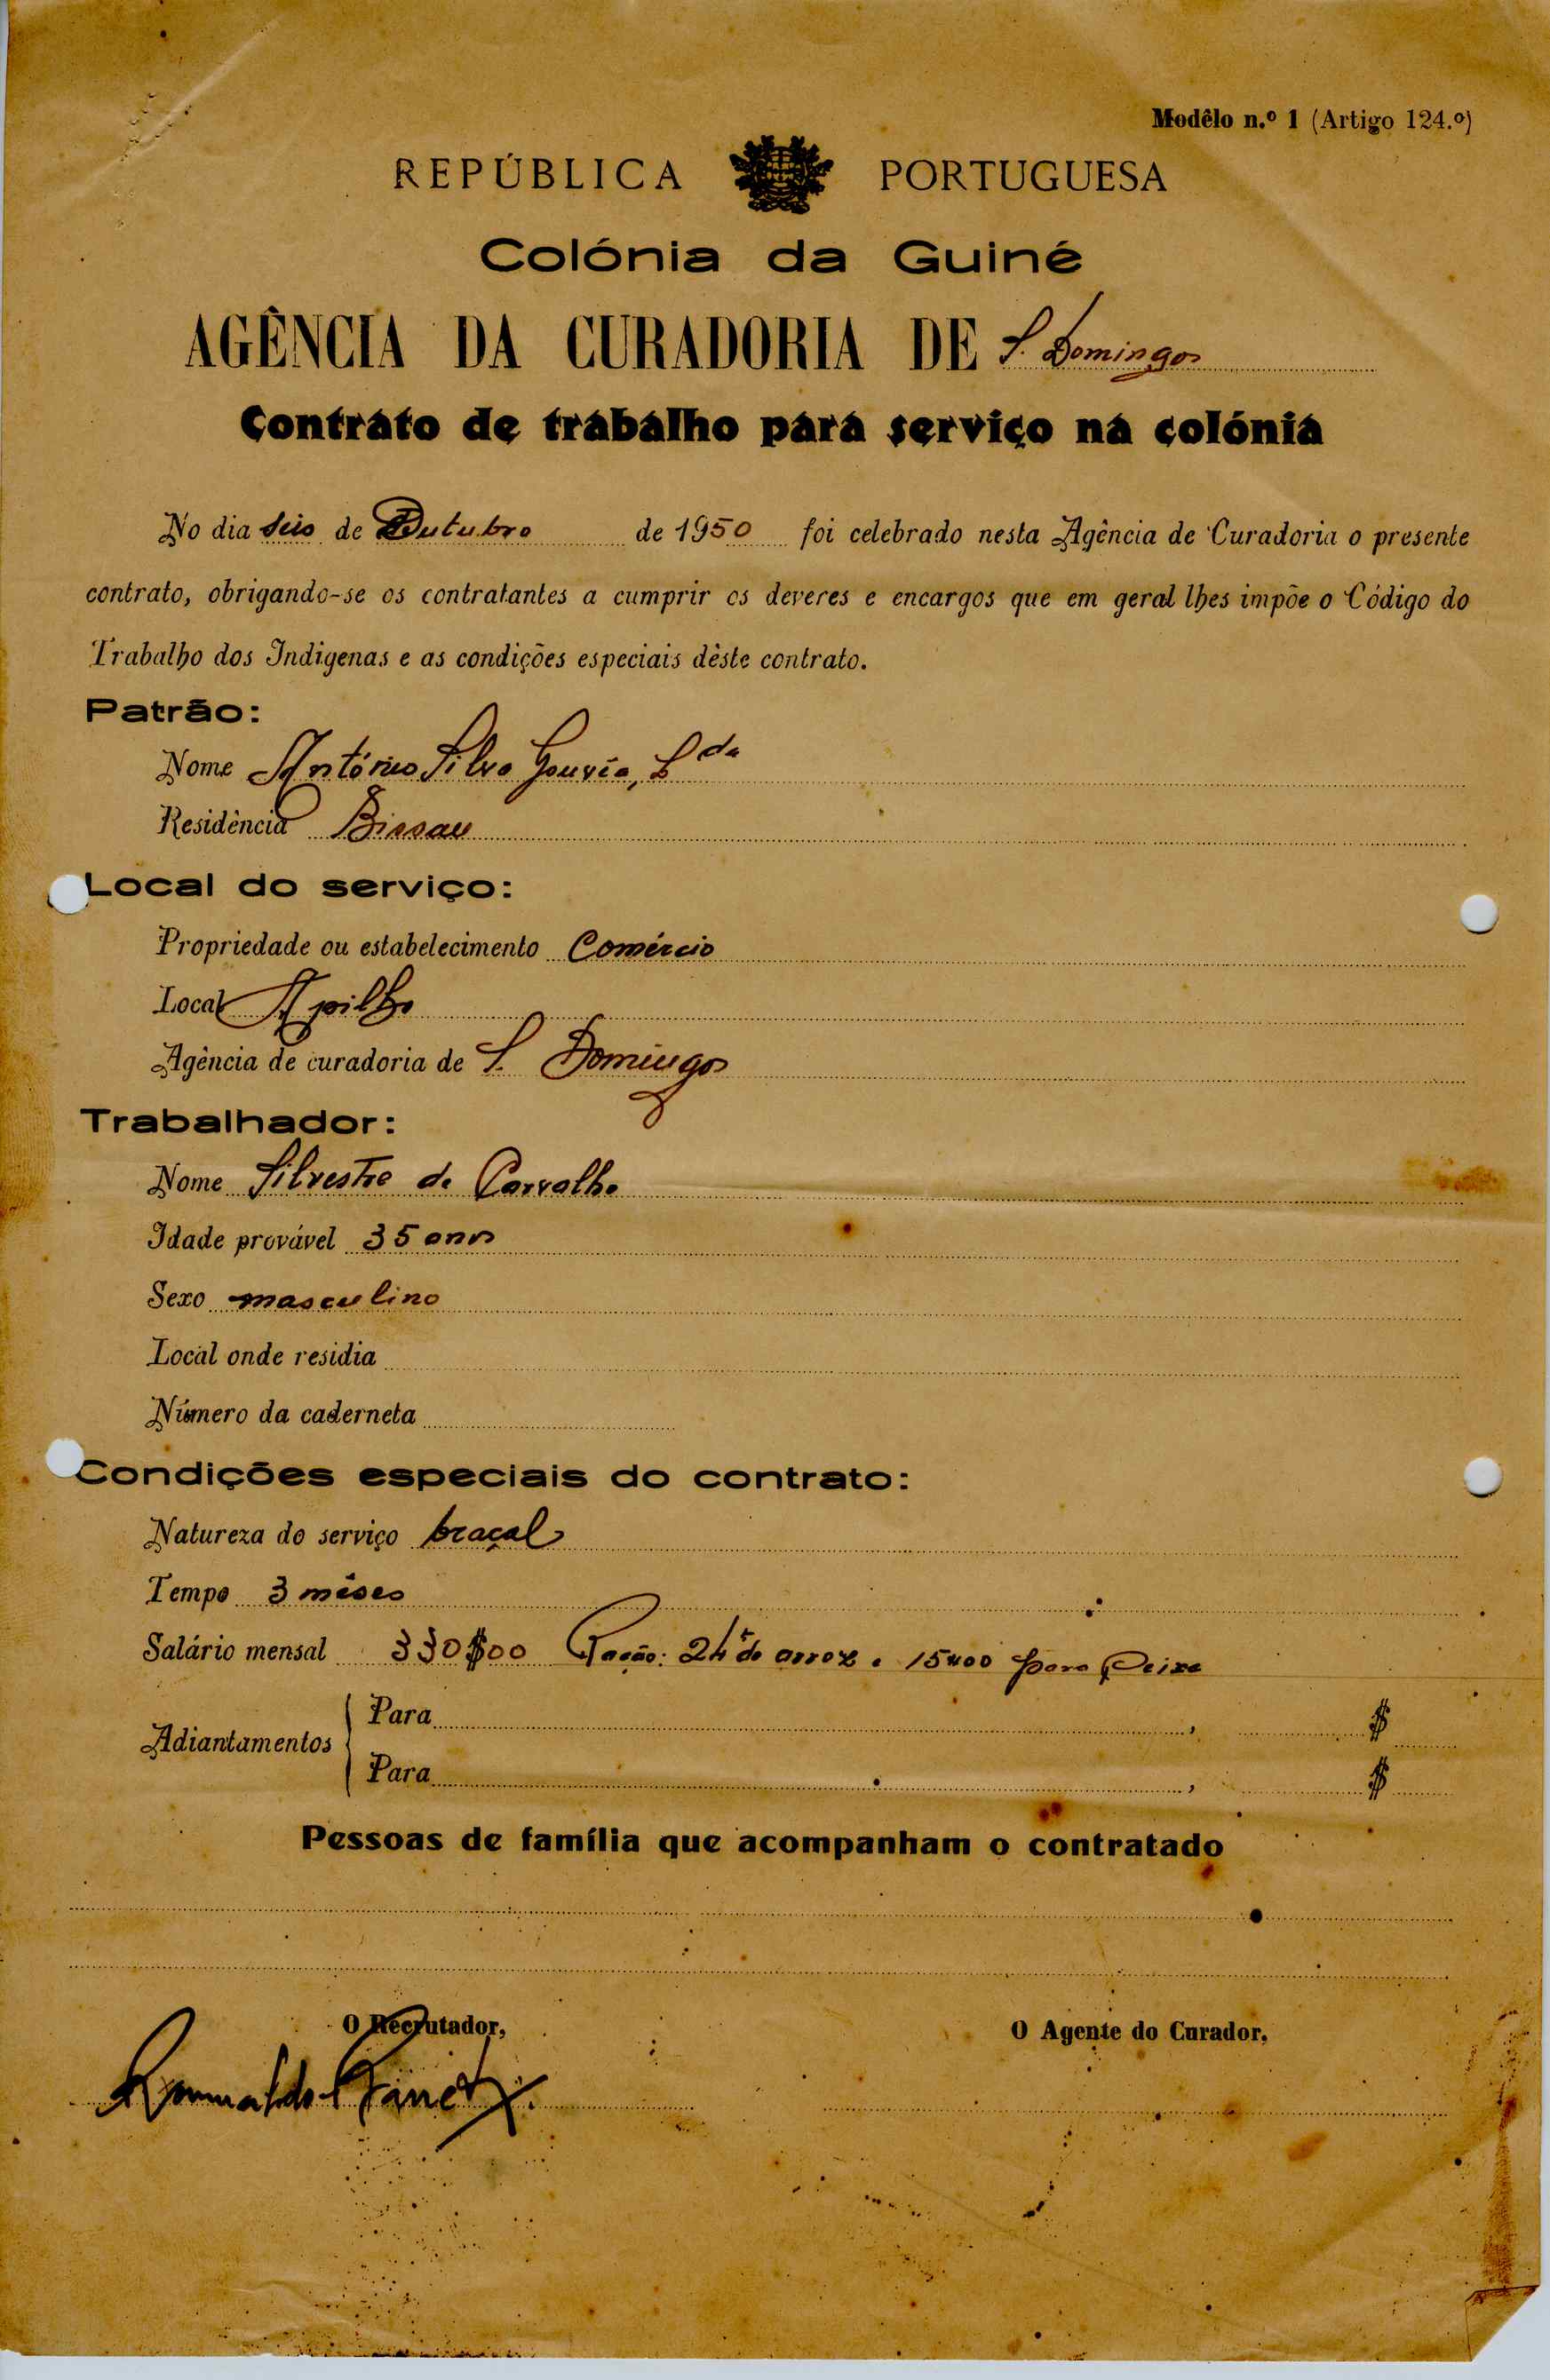 Modêlo n.º 1 (Artigo 124.º)
REPÚBLICA PORTUGUESA
Colónia da Guiné
AGÊNCIA DA CURADORIA DE S. Domingos
Contrato de trabalho para serviço na colónia
No dia seis de Outubro de 1950 foi celebrado nesta Agência de Curadoria o presente
contrato, obrigando-se os contratantes a cumprir os deveres e encargos que em geral lhes impõe o Código do
Trabalho dos Indigenas e as condições especiais dêste contrato.
Patrão:
Nome António Silva Gouvêa, Lda
Residência Bissau
Local do serviço:
Propriedade ou estabelecimento Comércio
Local Apilho
Agência de curadoria de S. Domingos
Trabalhador:
Nome Silvestre de Carvalho
Idade provável 35 anos
Sexo masculino
Local onde residia
Número da caderneta
Condições especiais do contrato:
Natureza do serviço braçal
Tempo 3 mêses
Salário mensal 330$00 Ração: 24 de arroz e 15$00 para peixe
Adiantamentos { Para , $
Para , $
Pessoas de família que acompanham o contratado
O Recrutador,
O Agente do Curador,
Romualdo